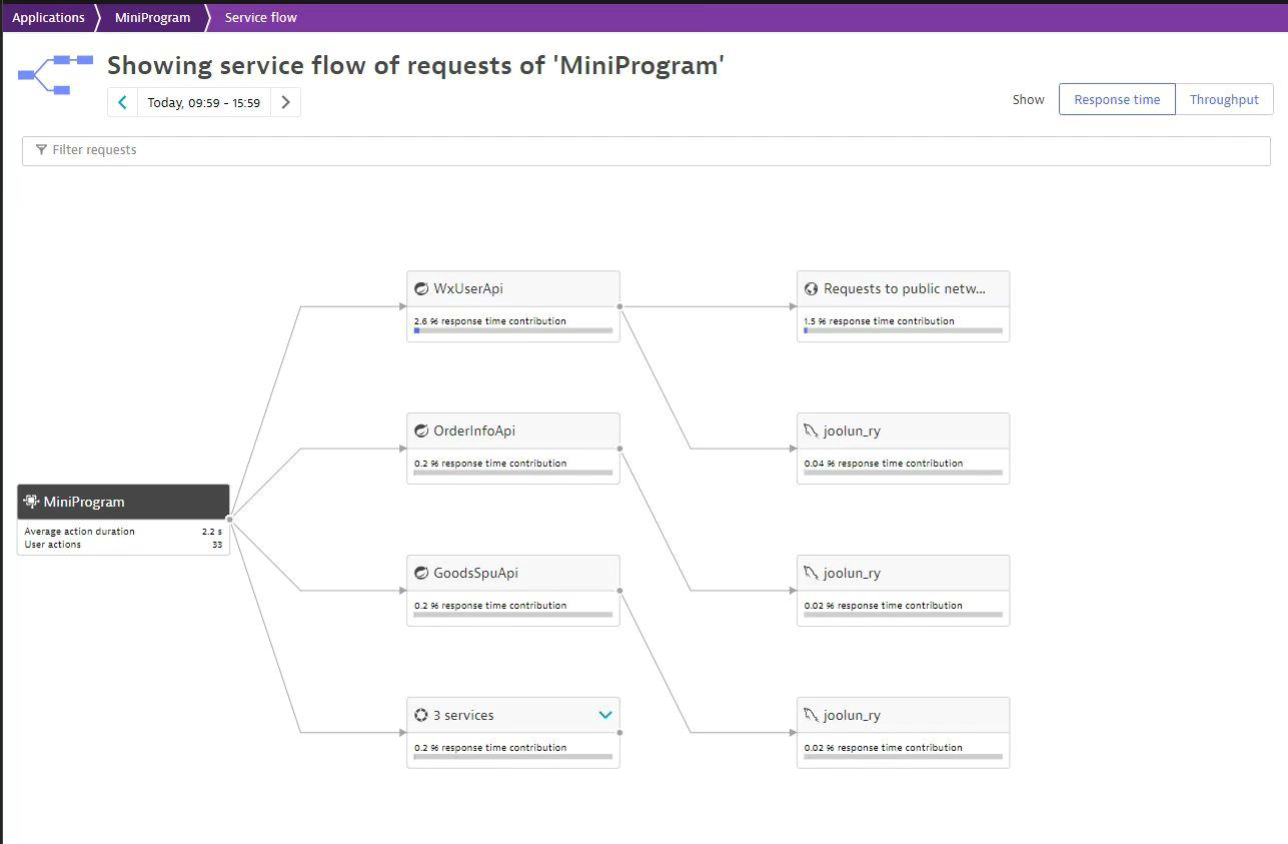 Applications
MiniProgram
Service flow
Showing service flow of requests of 'MiniProgram'
Today, 09:59 - 15:59
Show
Response time
Throughput
Filter requests
WxUserApi
2.6 % response time contribution
Requests to public netw...
1.5 % response time contribution
OrderInfoApi
0.2 % response time contribution
joolun_ry
0.04 % response time contribution
MiniProgram
Average action duration 2.2 s
User actions 33
GoodsSpuApi
0.2 % response time contribution
joolun_ry
0.02 % response time contribution
3 services
0.2 % response time contribution
joolun_ry
0.02 % response time contribution